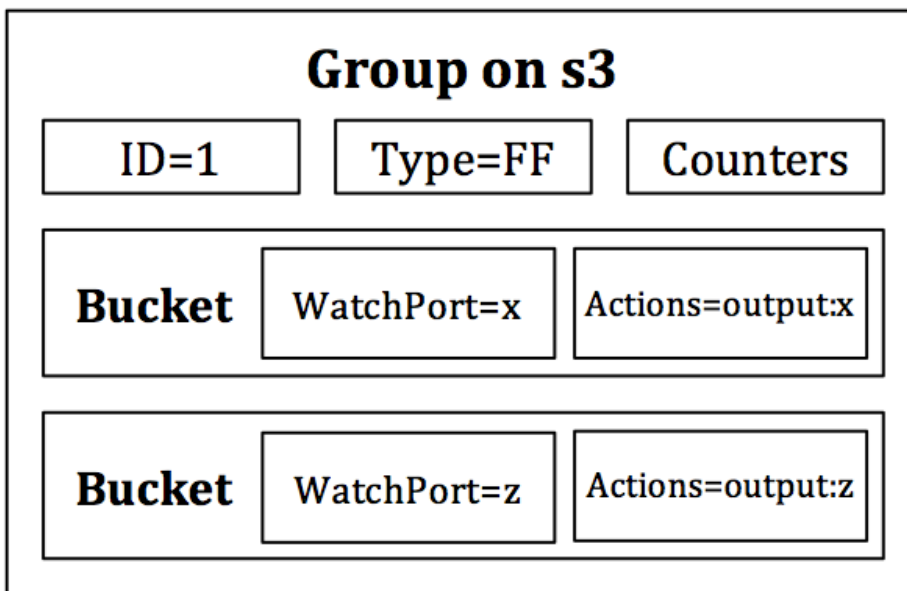 Group on s3
ID=1 Type=FF Counters
Bucket WatchPort=x Actions=output:x
Bucket WatchPort=z Actions=output:z